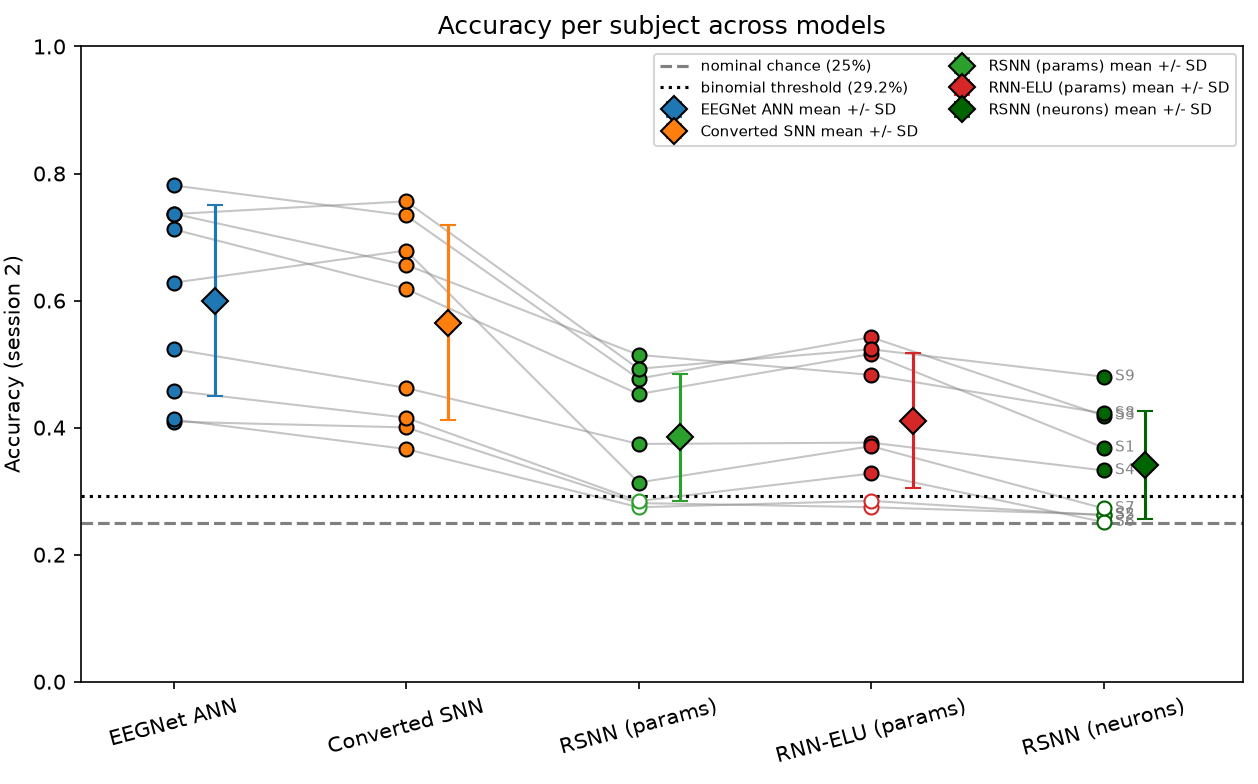 Accuracy per subject across models
nominal chance (25%)
binomial threshold (29.2%)
EEGNet ANN mean +/- SD
Converted SNN mean +/- SD
RSNN (params) mean +/- SD
RNN-ELU (params) mean +/- SD
RSNN (neurons) mean +/- SD
Accuracy (session 2)
1.0
0.8
0.6
0.4
0.2
0.0
S9
S1
S4
S7
EEGNet ANN
Converted SNN
RSNN (params)
RNN-ELU (params)
RSNN (neurons)